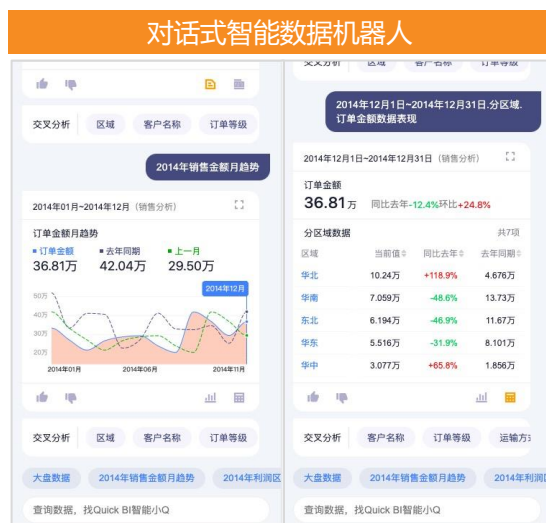 对话式智能数据机器人
交叉分析 区域 客户名称 订单等级
2014年销售金额月趋势
2014年01月~2014年12月（销售分析）
订单金额月趋势
订单金额 去年同期 上一月
36.81万 42.04万 29.50万
2014年12月
50万
40万
30万
20万
2014年01月 2014年06月 2014年11月
交叉分析 区域 客户名称 订单等级
大盘数据 2014年销售金额月趋势 2014年利润区
查询数据，找Quick BI智能小Q
交叉分析 区域 客户名称 订单等级
2014年12月1日~2014年12月31日.分区域.
订单金额数据表现
2014年12月1日~2014年12月31日（销售分析）
订单金额
36.81万 同比去年-12.4%环比+24.8%
分区域数据 共7项
区域 当前值 同比去年 去年同期
华北 10.24万 +118.9% 4.676万
华南 7.059万 -48.6% 13.73万
东北 6.194万 -46.9% 11.67万
华东 5.516万 -31.9% 8.101万
华中 3.077万 +65.8% 1.856万
交叉分析 客户名称 订单等级 运输方式
大盘数据 2014年销售金额月趋势 2014年利润区
查询数据，找Quick BI智能小Q